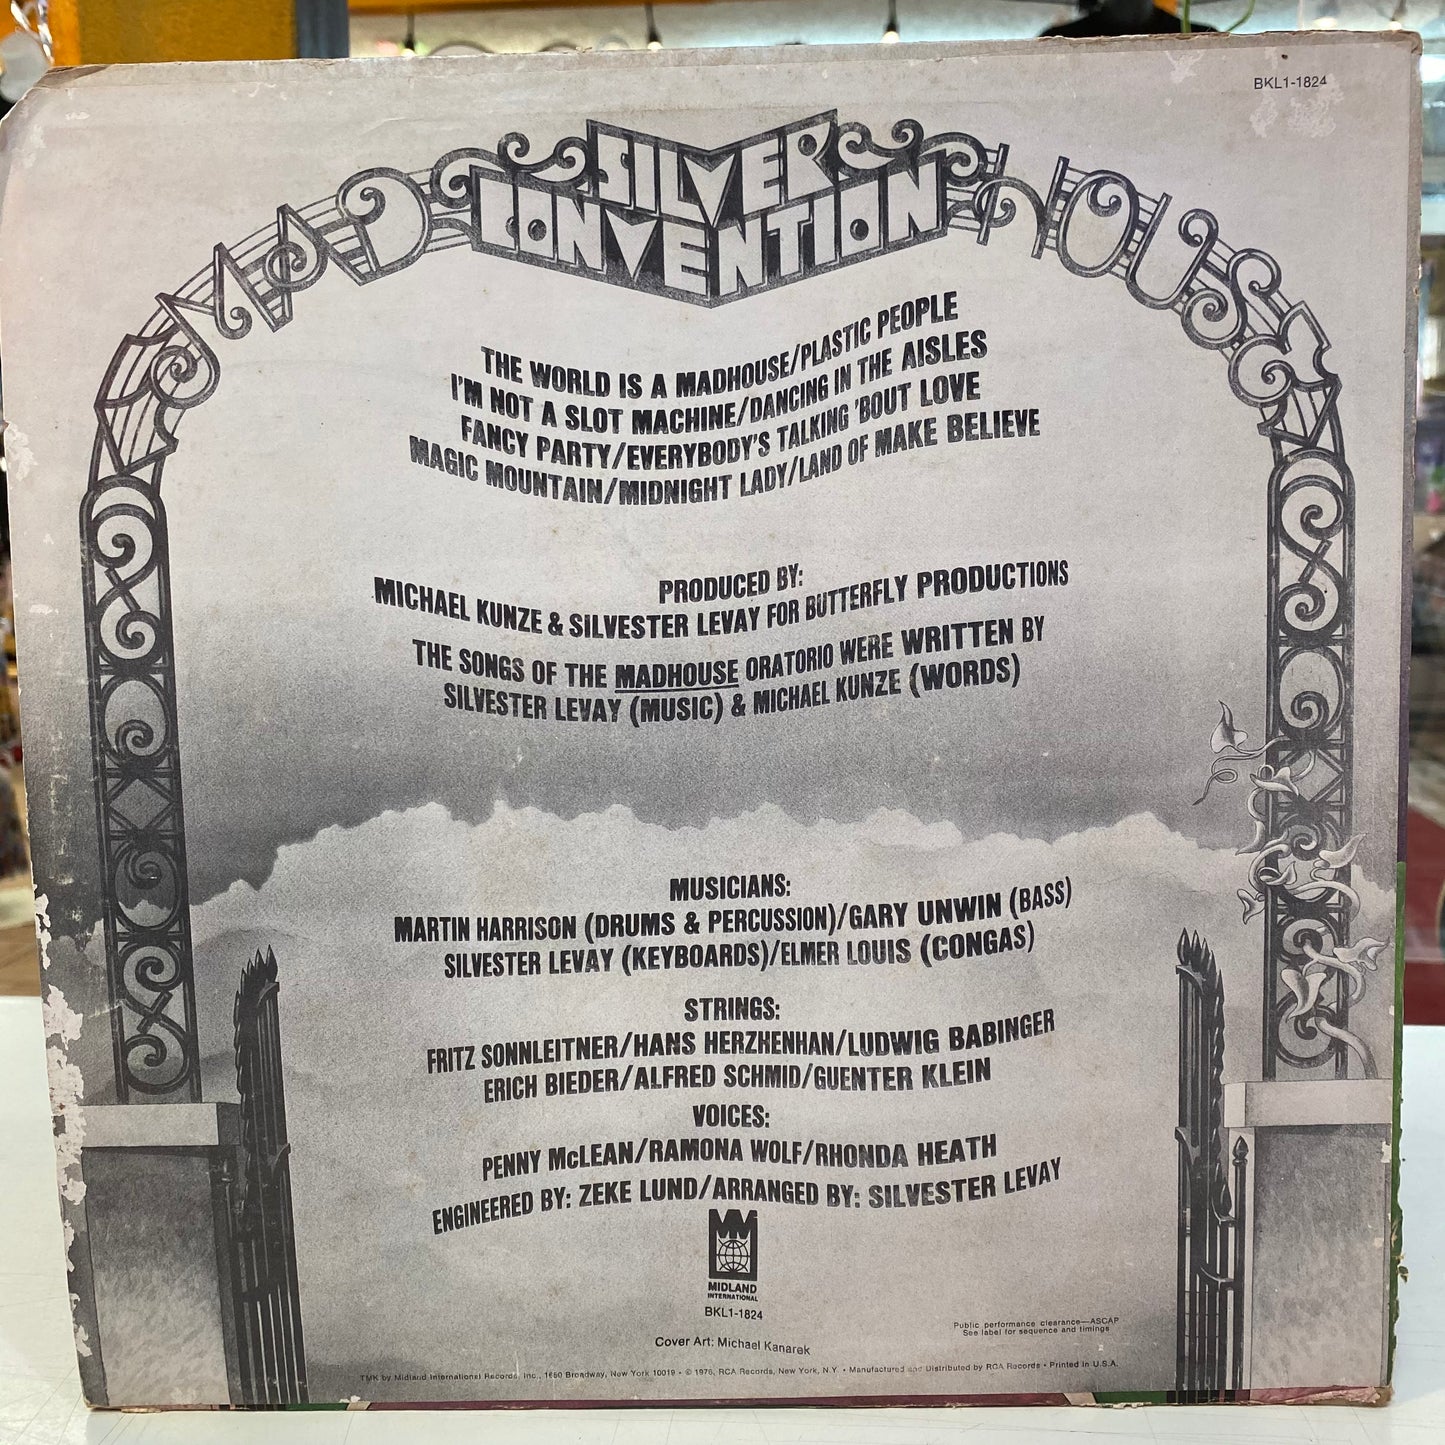 BKL1-1824
SILVER
MADHOUSE
CONVENTION
THE WORLD IS A MADHOUSE/PLASTIC PEOPLE
I'M NOT A SLOT MACHINE/DANCING IN THE AISLES
FANCY PARTY/EVERYBODY'S TALKING 'BOUT LOVE
MAGIC MOUNTAIN/MIDNIGHT LADY/LAND OF MAKE BELIEVE
PRODUCED BY:
MICHAEL KUNZE & SILVESTER LEVAY FOR BUTTERFLY PRODUCTIONS
THE SONGS OF THE MADHOUSE ORATORIO WERE WRITTEN BY
SILVESTER LEVAY (MUSIC) & MICHAEL KUNZE (WORDS)
MUSICIANS:
MARTIN HARRISON (DRUMS & PERCUSSION)/GARY UNWIN (BASS)
SILVESTER LEVAY (KEYBOARDS)/ELMER LOUIS (CONGAS)
STRINGS:
FRITZ SONNLEITNER/HANS HERZHENHAN/LUDWIG BABINGER
ERICH BIEDER/ALFRED SCHMID/GUENTER KLEIN
VOICES:
PENNY McLEAN/RAMONA WOLF/RHONDA HEATH
ENGINEERED BY: ZEKE LUND/ARRANGED BY: SILVESTER LEVAY
MIDLAND
INTERNATIONAL
BKL1-1824
Public performance clearance—ASCAP
See label for sequence and timings
Cover Art: Michael Kanarek
TMK by Midland International Records, Inc., 1650 Broadway, New York 10019 • © 1976, RCA Records, New York, N.Y. • Manufactured and Distributed by RCA Records • Printed in U.S.A.